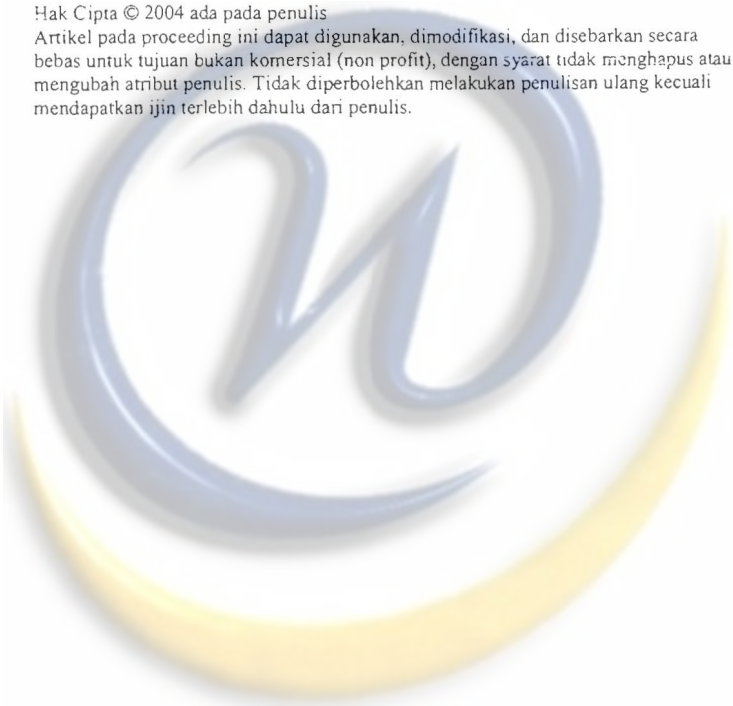 Hak Cipta © 2004 ada pada penulis
Artikel pada proceeding ini dapat digunakan, dimodifikasi, dan disebarkan secara
bebas untuk tujuan bukan komersial (non profit), dengan syarat tidak menghapus atau
mengubah atribut penulis. Tidak diperbolehkan melakukan penulisan ulang kecuali
mendapatkan ijin terlebih dahulu dari penulis.